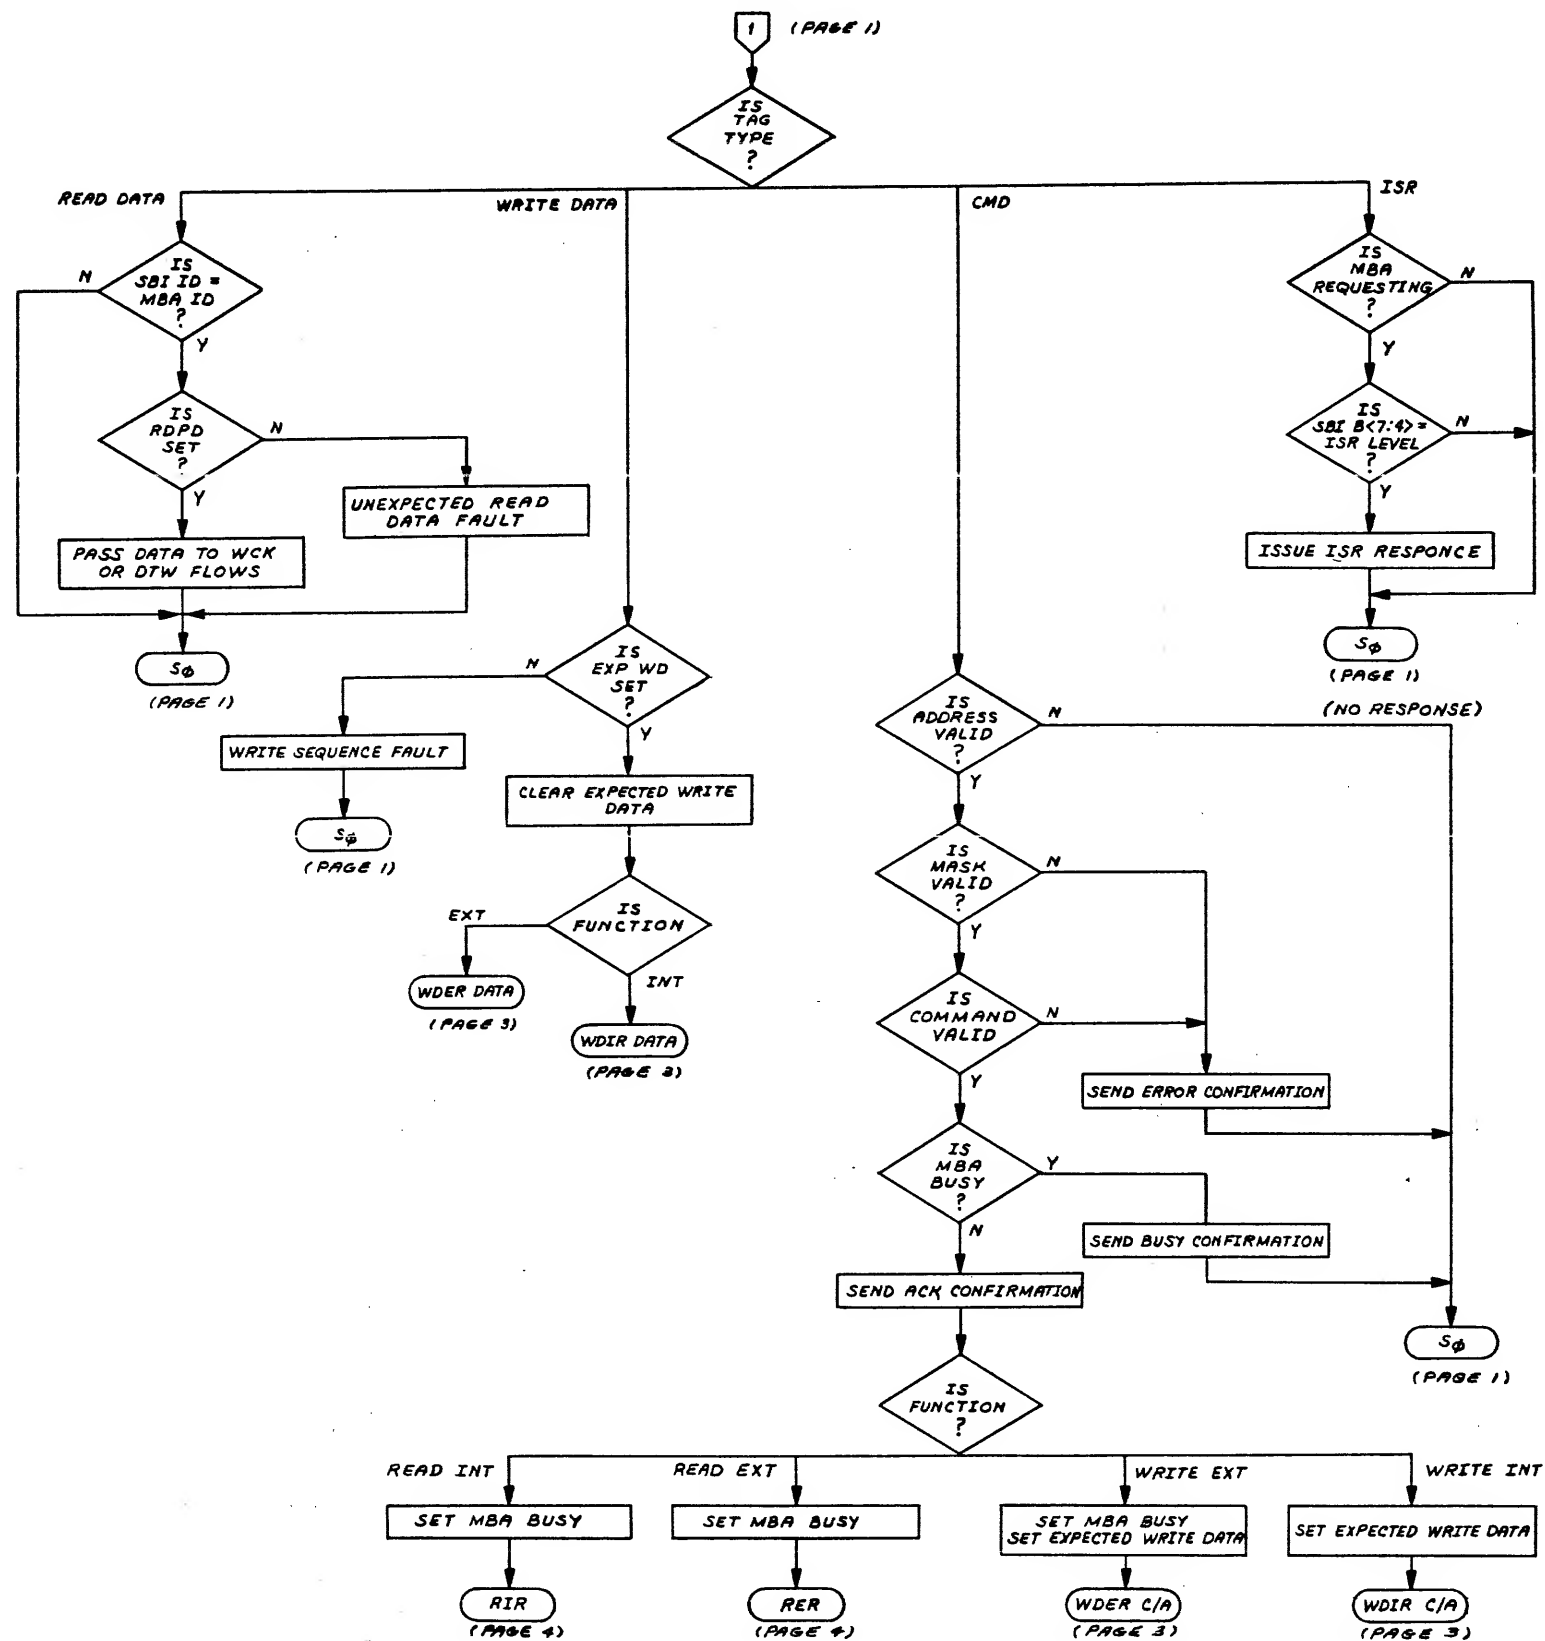 1 (PAGE 1)
IS
TAG
TYPE
?
READ DATA
WRITE DATA
CMD
ISR
IS
SBI ID =
MBA ID
?
N
Y
IS
RDPD
SET
?
N
Y
UNEXPECTED READ
DATA FAULT
PASS DATA TO WCK
OR DTW FLOWS
SØ
(PAGE 1)
IS
MBA
REQUESTING
?
N
Y
IS
SBI B<7:4> =
ISR LEVEL
?
N
Y
ISSUE ISR RESPONCE
SØ
(PAGE 1)
IS
EXP WD
SET
?
N
Y
WRITE SEQUENCE FAULT
SØ
(PAGE 1)
CLEAR EXPECTED WRITE
DATA
IS
FUNCTION
EXT
INT
WDER DATA
(PAGE 3)
WDIR DATA
(PAGE 3)
IS
ADDRESS
VALID
?
N
(NO RESPONSE)
Y
IS
MASK
VALID
?
N
Y
IS
COMMAND
VALID
N
Y
SEND ERROR CONFIRMATION
IS
MBA
BUSY
?
Y
N
SEND BUSY CONFIRMATION
SEND ACK CONFIRMATION
SØ
(PAGE 1)
IS
FUNCTION
?
READ INT
READ EXT
WRITE EXT
WRITE INT
SET MBA BUSY
SET MBA BUSY
SET MBA BUSY
SET EXPECTED WRITE DATA
SET EXPECTED WRITE DATA
RIR
(PAGE 4)
RER
(PAGE 4)
WDER C/A
(PAGE 3)
WDIR C/A
(PAGE 3)